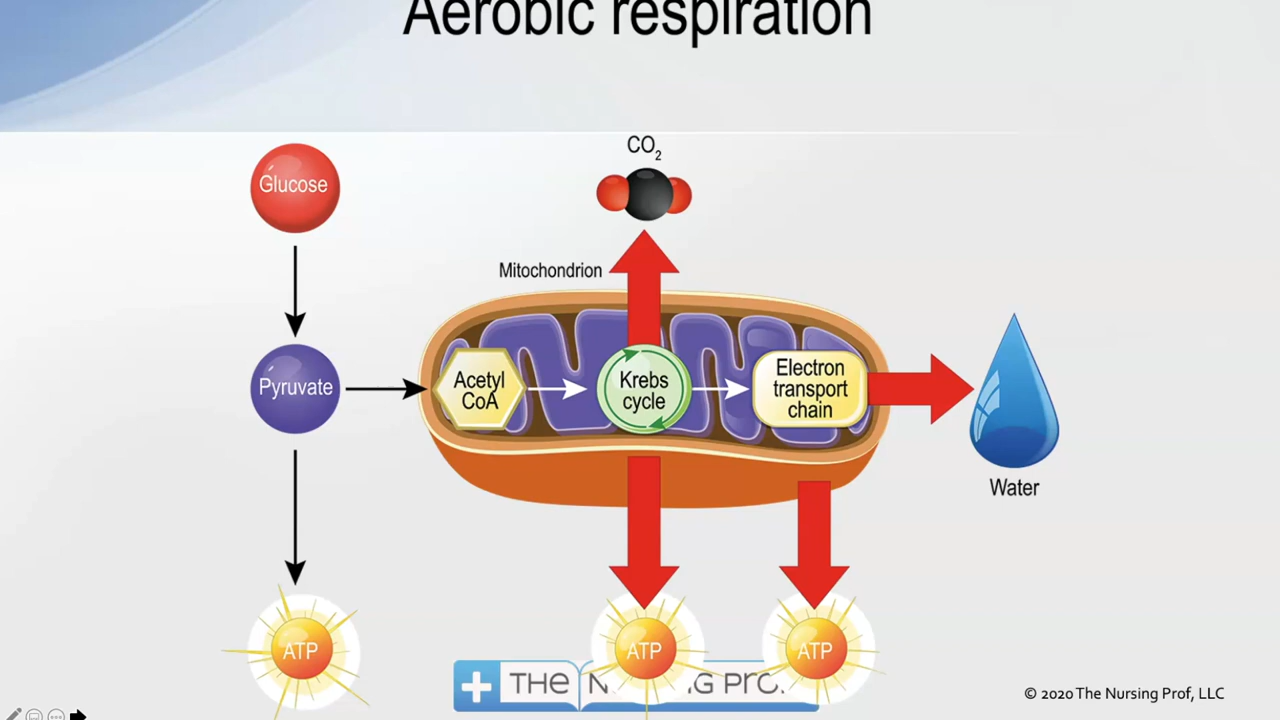 Aerobic respiration
CO₂
Glucose
Mitochondrion
Pyruvate
Acetyl
CoA
Krebs
cycle
Electron
transport
chain
Water
ATP
ATP
ATP
THE
© 2020 The Nursing Prof, LLC